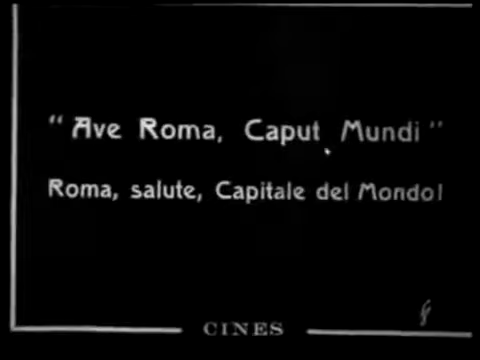 "Ave Roma, Caput Mundi"
Roma, salute, Capitale del Mondo!
CINES